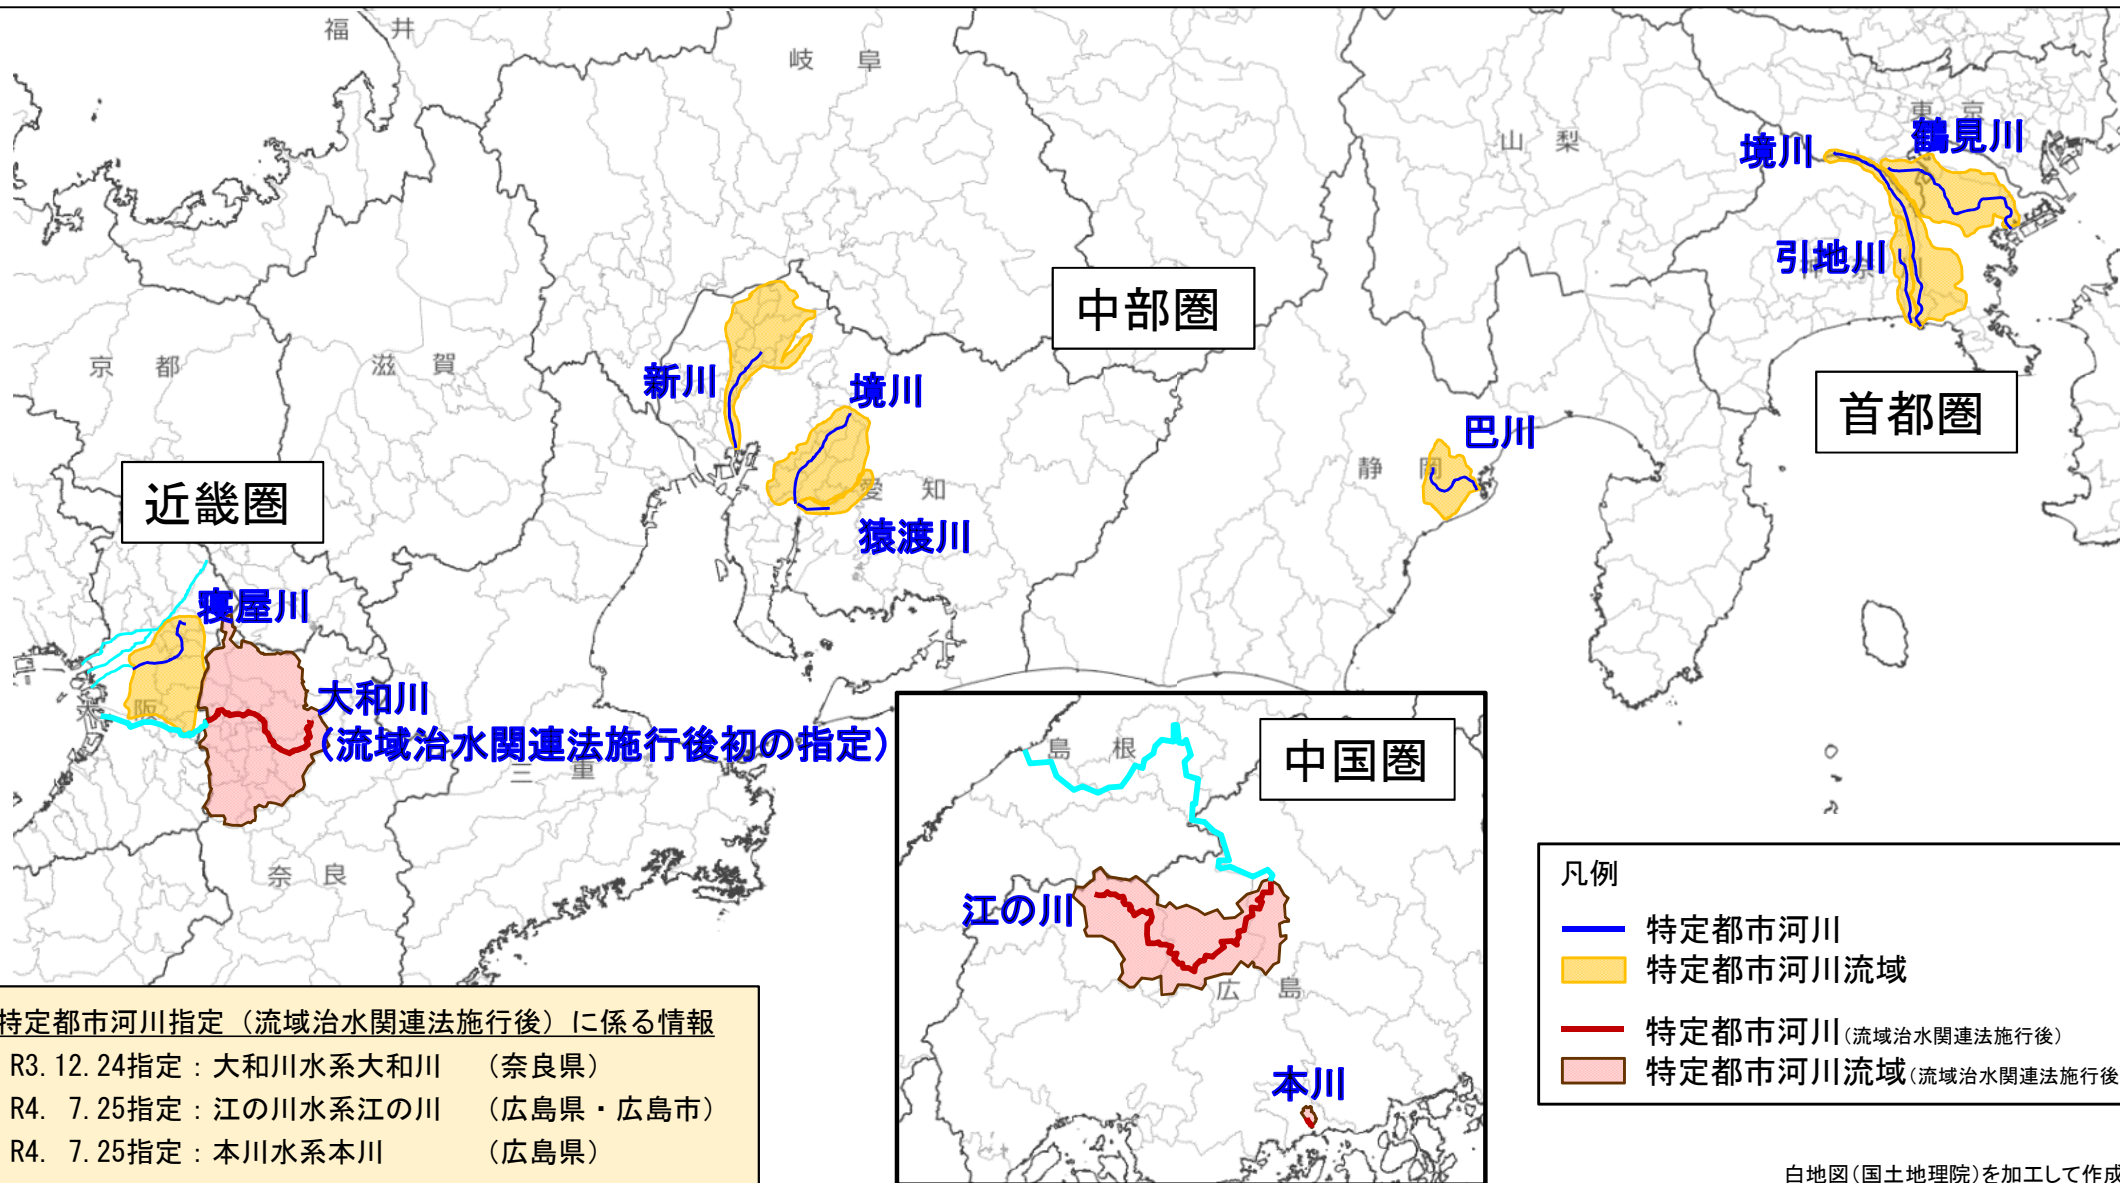 福井
岐阜
東京
鶴見川
境川
山梨
引地川
中部圏
新川
境川
京都
滋賀
首都圏
巴川
静岡
近畿圏
愛知
猿渡川
寝屋川
大和川
(流域治水関連法施行後初の指定)
大阪
三重
島根
中国圏
奈良
江の川
広島
本川
凡例
特定都市河川
特定都市河川流域
特定都市河川(流域治水関連法施行後)
特定都市河川流域(流域治水関連法施行後
特定都市河川指定（流域治水関連法施行後）に係る情報
R3.12.24指定：大和川水系大和川　（奈良県）
R4. 7.25指定：江の川水系江の川　（広島県・広島市）
R4. 7.25指定：本川水系本川　（広島県）
白地図(国土地理院)を加工して作成